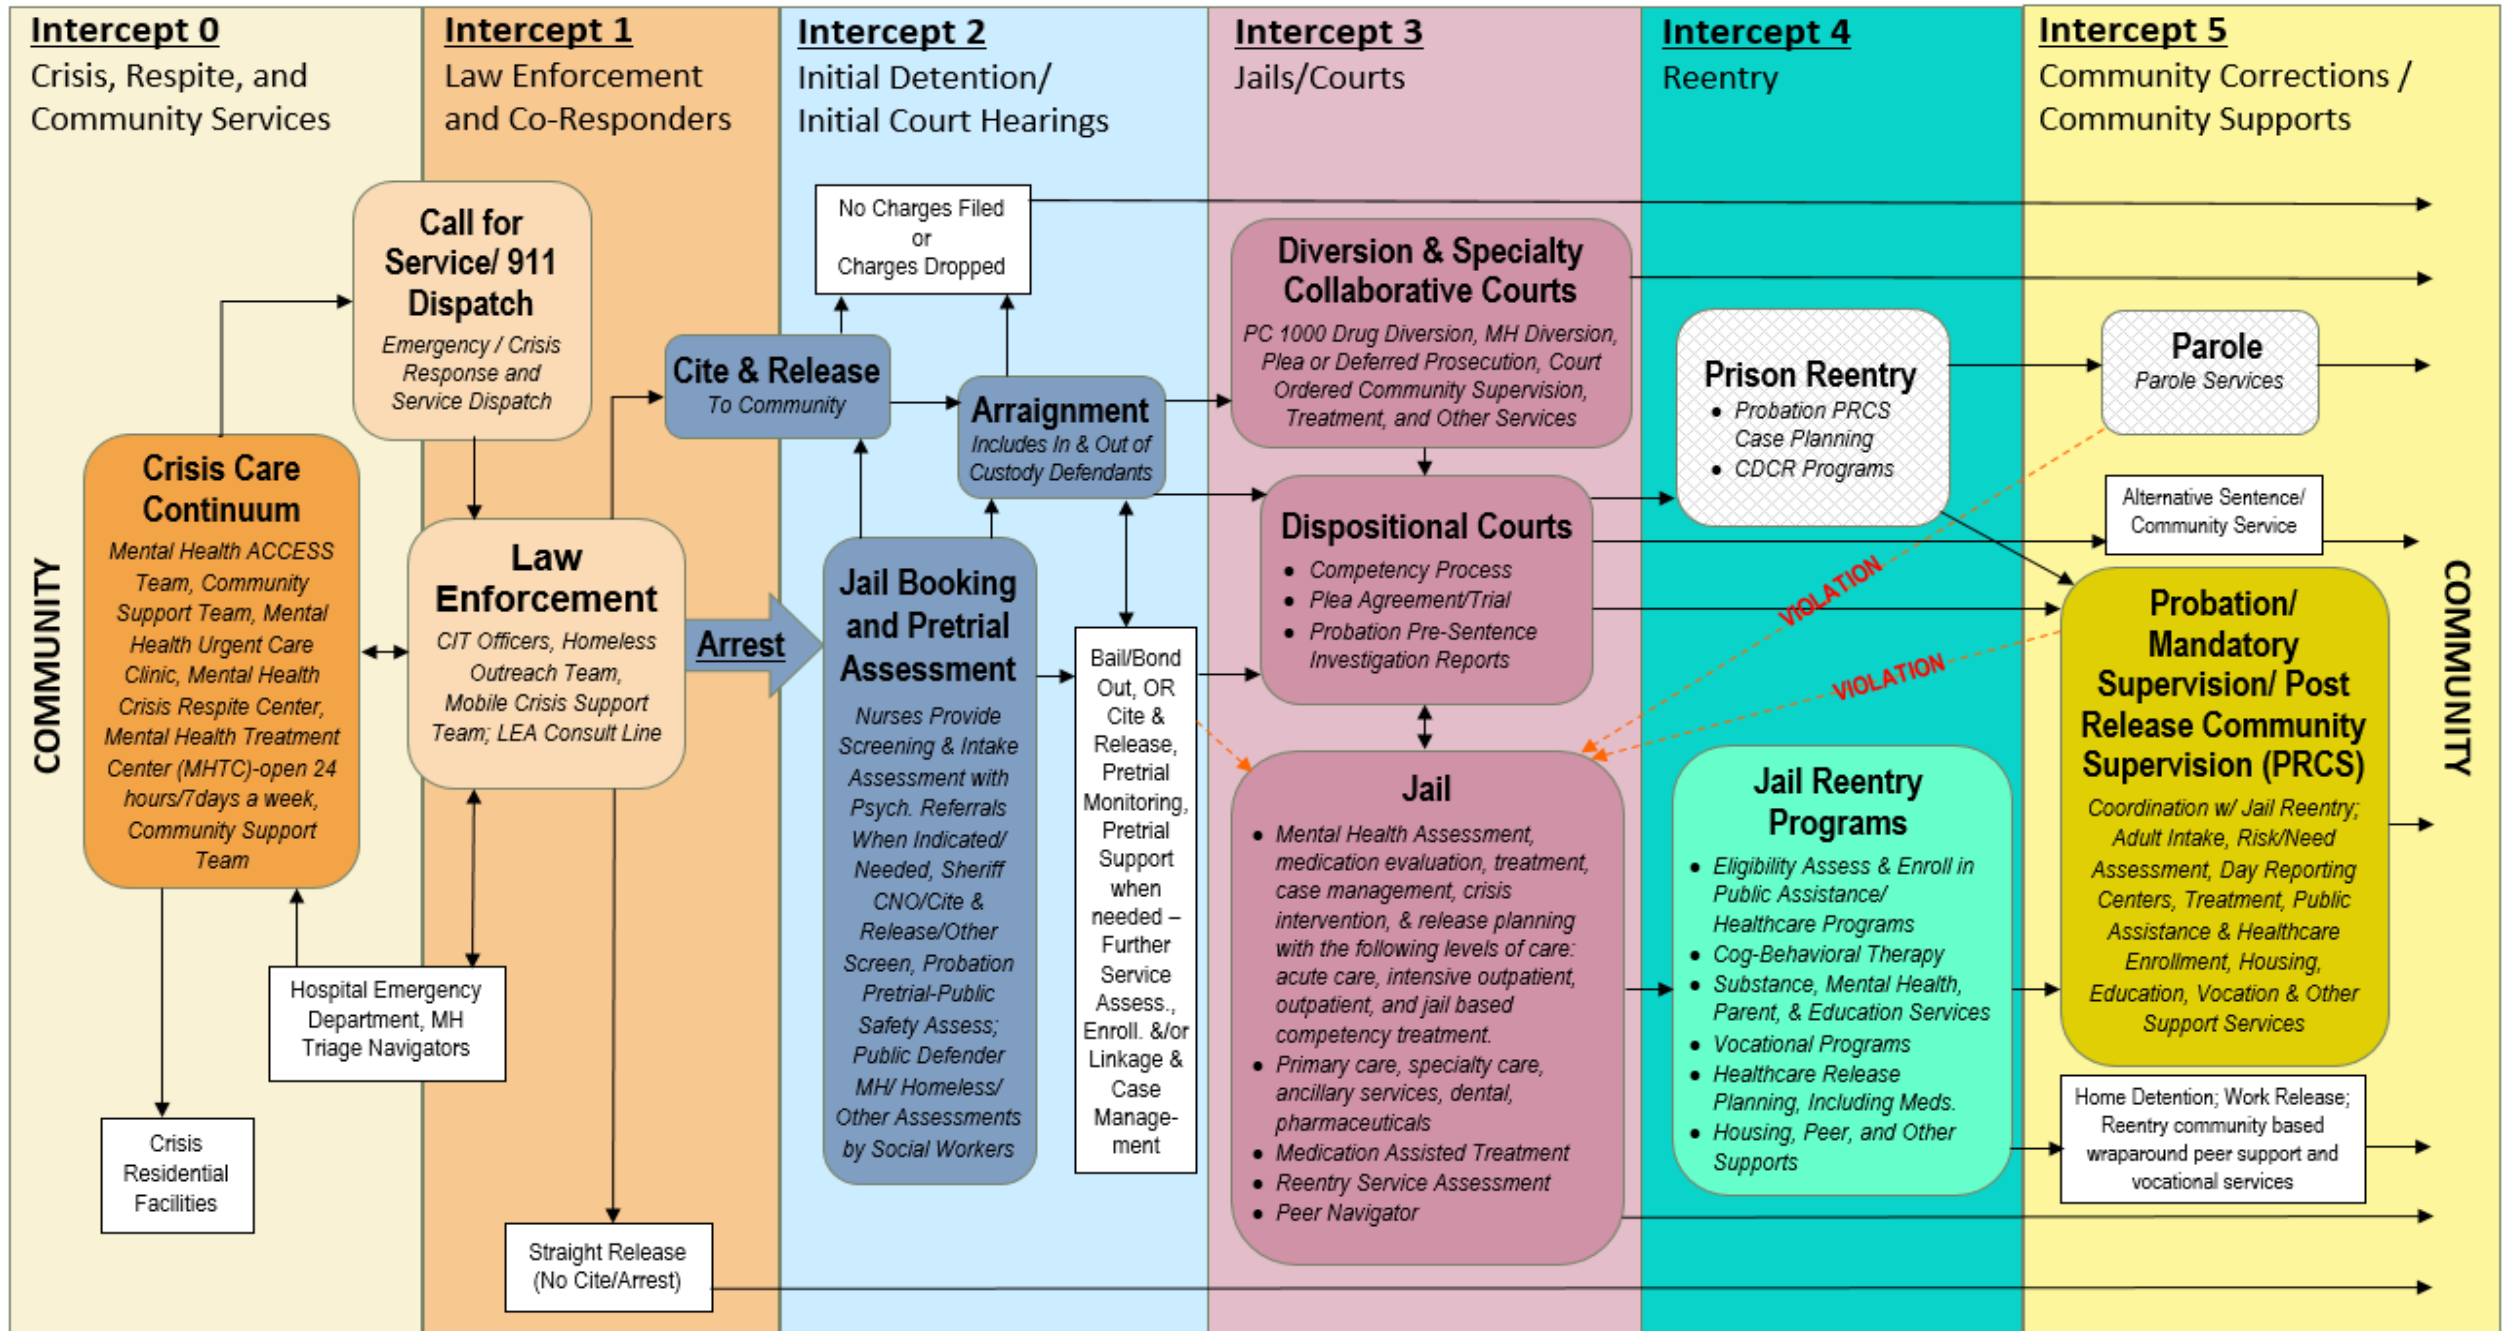 Intercept 0
Crisis, Respite, and
Community Services
Intercept 1
Law Enforcement
and Co-Responders
Intercept 2
Initial Detention/
Initial Court Hearings
Intercept 3
Jails/Courts
Intercept 4
Reentry
Intercept 5
Community Corrections /
Community Supports
COMMUNITY
Call for
Service/ 911
Dispatch
Emergency / Crisis
Response and
Service Dispatch
Crisis Care
Continuum
Mental Health ACCESS
Team, Community
Support Team, Mental
Health Urgent Care
Clinic, Mental Health
Crisis Respite Center,
Mental Health Treatment
Center (MHTC)-open 24
hours/7days a week,
Community Support
Team
Crisis
Residential
Facilities
Hospital Emergency
Department, MH
Triage Navigators
Law
Enforcement
CIT Officers, Homeless
Outreach Team,
Mobile Crisis Support
Team; LEA Consult Line
Straight Release
(No Cite/Arrest)
Arrest
Cite & Release
To Community
No Charges Filed
or
Charges Dropped
Arraignment
Includes In & Out of
Custody Defendants
Jail Booking
and Pretrial
Assessment
Nurses Provide
Screening & Intake
Assessment with
Psych. Referrals
When Indicated/
Needed, Sheriff
CNO/Cite &
Release/Other
Screen, Probation
Pretrial-Public
Safety Assess;
Public Defender
MH/ Homeless/
Other Assessments
by Social Workers
Bail/Bond
Out, OR
Cite &
Release,
Pretrial
Monitoring,
Pretrial
Support
when
needed –
Further
Service
Assess.,
Enroll. &/or
Linkage &
Case
Manage-
ment
Diversion & Specialty
Collaborative Courts
PC 1000 Drug Diversion, MH Diversion,
Plea or Deferred Prosecution, Court
Ordered Community Supervision,
Treatment, and Other Services
Dispositional Courts
• Competency Process
• Plea Agreement/Trial
• Probation Pre-Sentence
Investigation Reports
Jail
• Mental Health Assessment,
medication evaluation, treatment,
case management, crisis
intervention, & release planning
with the following levels of care:
acute care, intensive outpatient,
outpatient, and jail based
competency treatment.
• Primary care, specialty care,
ancillary services, dental,
pharmaceuticals
• Medication Assisted Treatment
• Reentry Service Assessment
• Peer Navigator
Prison Reentry
• Probation PRCS
Case Planning
• CDCR Programs
VIOLATION
VIOLATION
Jail Reentry
Programs
• Eligibility Assess & Enroll in
Public Assistance/
Healthcare Programs
• Cog-Behavioral Therapy
• Substance, Mental Health,
Parent, & Education Services
• Vocational Programs
• Healthcare Release
Planning, Including Meds.
• Housing, Peer, and Other
Supports
Parole
Parole Services
Alternative Sentence/
Community Service
Probation/
Mandatory
Supervision/ Post
Release Community
Supervision (PRCS)
Coordination w/ Jail Reentry;
Adult Intake, Risk/Need
Assessment, Day Reporting
Centers, Treatment, Public
Assistance & Healthcare
Enrollment, Housing,
Education, Vocation & Other
Support Services
Home Detention; Work Release;
Reentry community based
wraparound peer support and
vocational services
COMMUNITY